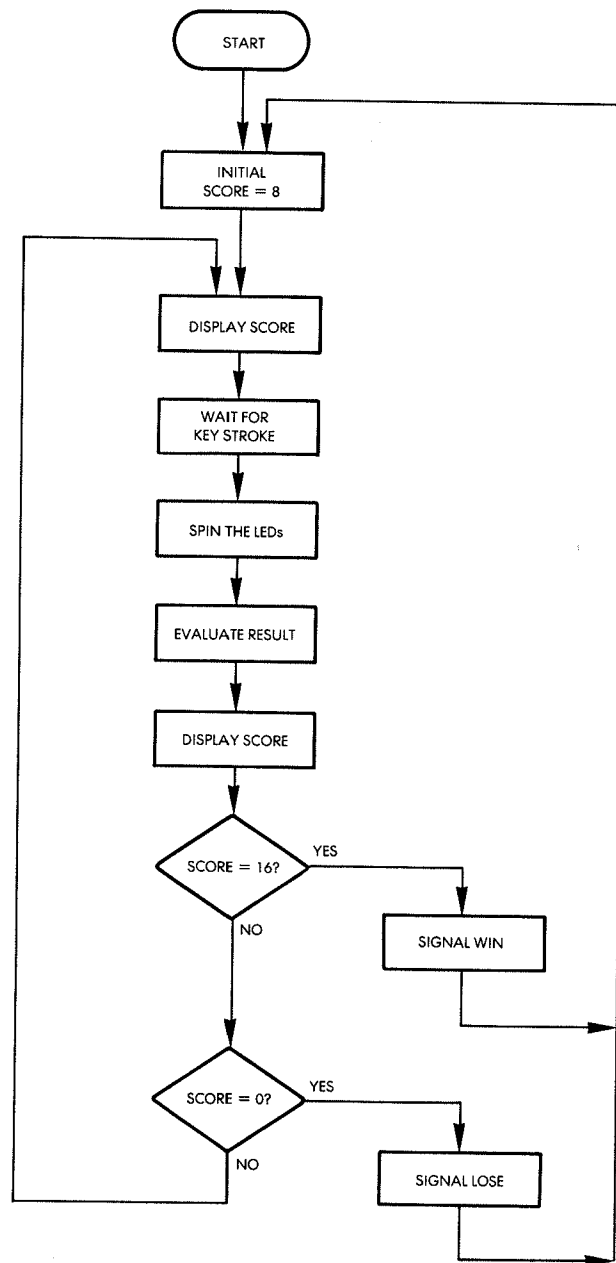 START
INITIAL
SCORE = 8
DISPLAY SCORE
WAIT FOR
KEY STROKE
SPIN THE LEDs
EVALUATE RESULT
DISPLAY SCORE
SCORE = 16?
YES
NO
SIGNAL WIN
SCORE = 0?
YES
NO
SIGNAL LOSE